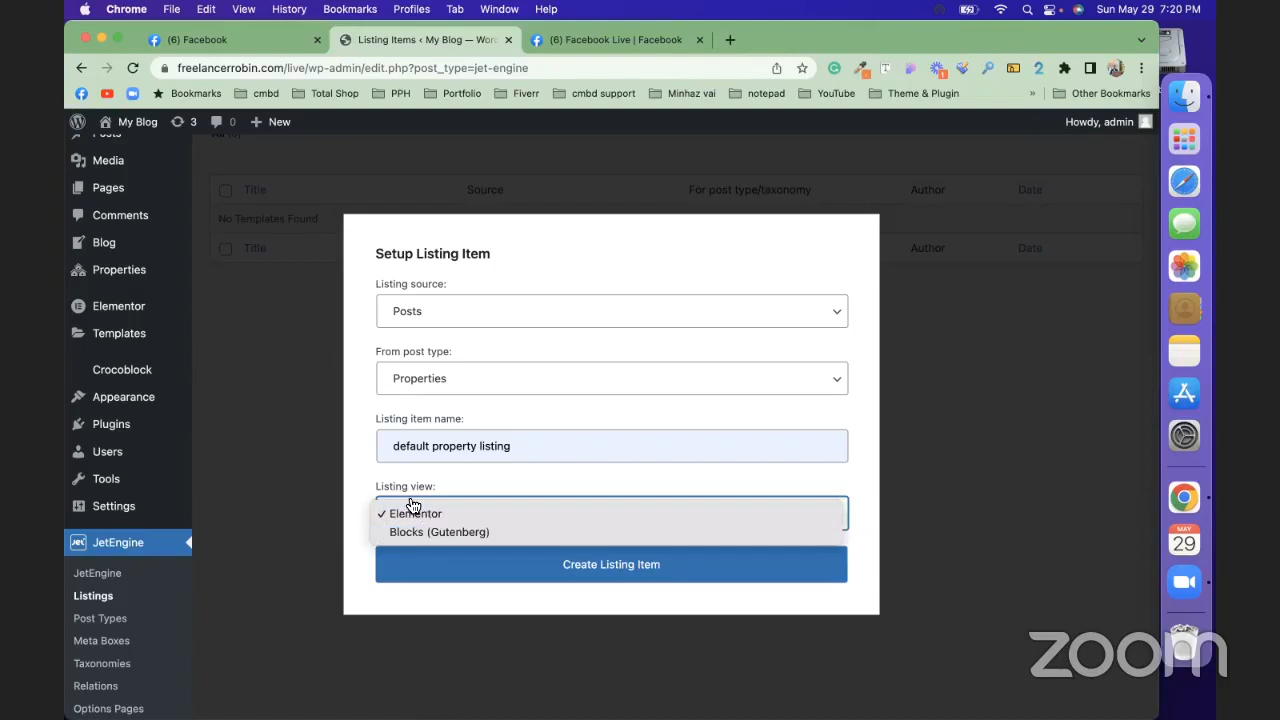 Chrome File Edit View History Bookmarks Profiles Tab Window Help Sun May 29 7:20 PM
(6) Facebook Listing Items ‹ My Blog — Wor (6) Facebook Live | Facebook
freelancerrobin.com/live/wp-admin/edit.php?post_type=jet-engine
Bookmarks cmbd Total Shop PPH Portfolio Fiverr cmbd support Minhaz vai notepad YouTube Theme & Plugin » Other Bookmarks
My Blog 3 0 New Howdy, admin
Posts
Media
Pages
Comments
Blog
Properties
Elementor
Templates
Crocoblock
Appearance
Plugins
Users
Tools
Settings
JetEngine
JetEngine
Listings
Post Types
Meta Boxes
Taxonomies
Relations
Options Pages
Title Source For post type/taxonomy Author Date
No Templates Found
Title Author Date
Setup Listing Item
Listing source:
Posts
From post type:
Properties
Listing item name:
default property listing
Listing view:
✓ Elementor
Blocks (Gutenberg)
Create Listing Item
MAY
29
zoom